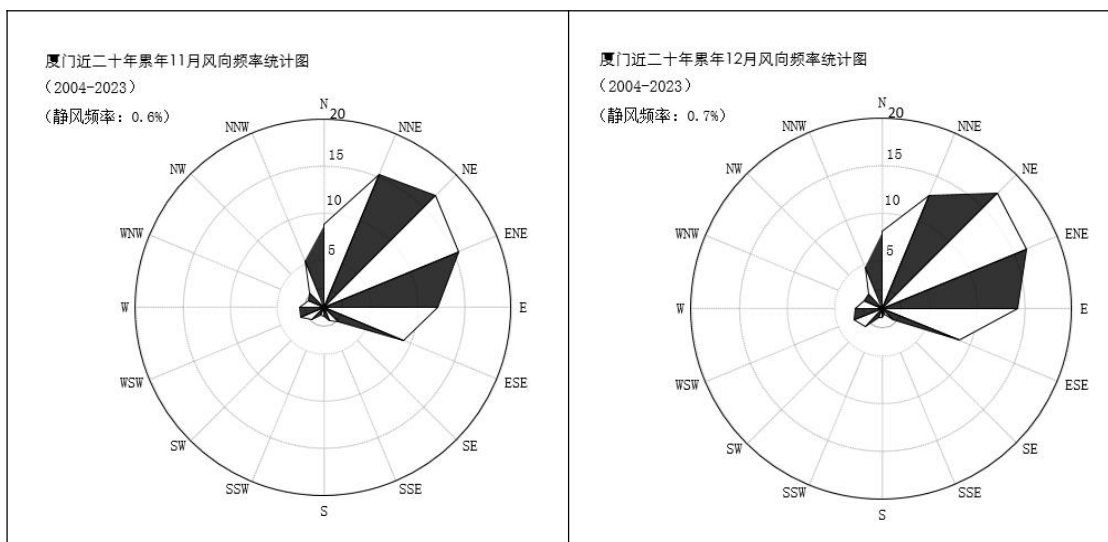 厦门近二十年累年11月风向频率统计图
（2004-2023）
（静风频率：0.6%）
N
20
NNW
NNE
NW
15
NE
10
WNW
ENE
5
W
E
WSW
ESE
SW
SE
SSW
SSE
S
厦门近二十年累年12月风向频率统计图
（2004-2023）
（静风频率：0.7%）
N
20
NNW
NNE
NW
15
NE
10
WNW
ENE
5
W
E
WSW
ESE
SW
SE
SSW
SSE
S